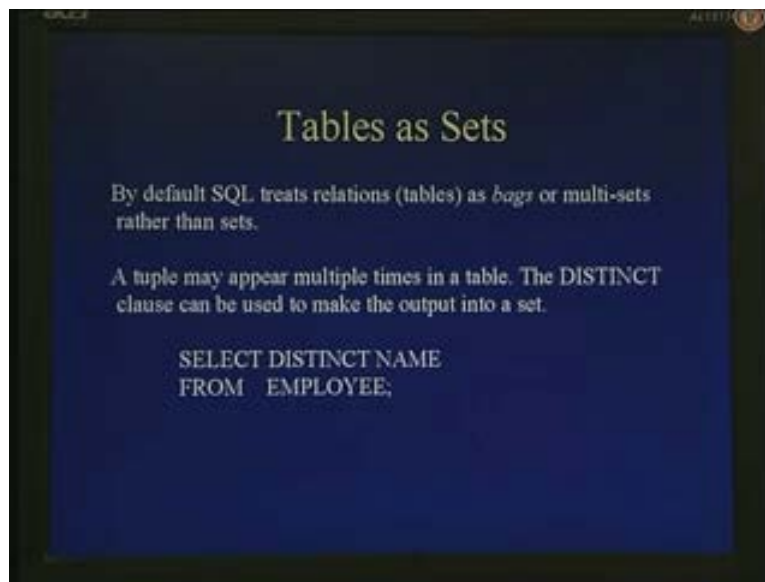 Tables as Sets
By default SQL treats relations (tables) as bags or multi-sets
rather than sets.
A tuple may appear multiple times in a table. The DISTINCT
clause can be used to make the output into a set.
SELECT DISTINCT NAME
FROM EMPLOYEE;